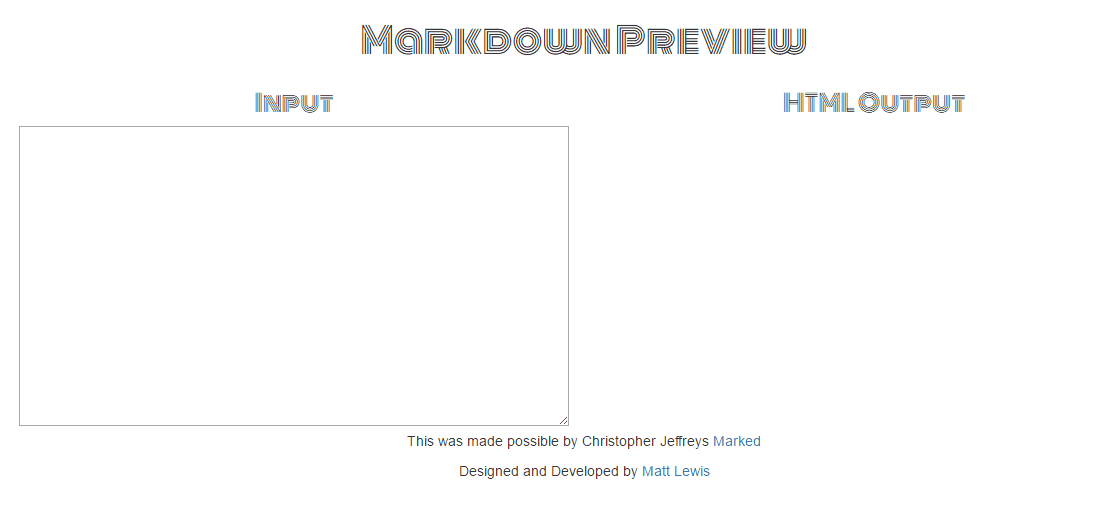 Markdown Preview
Input
HTML Output
This was made possible by Christopher Jeffreys Marked
Designed and Developed by Matt Lewis